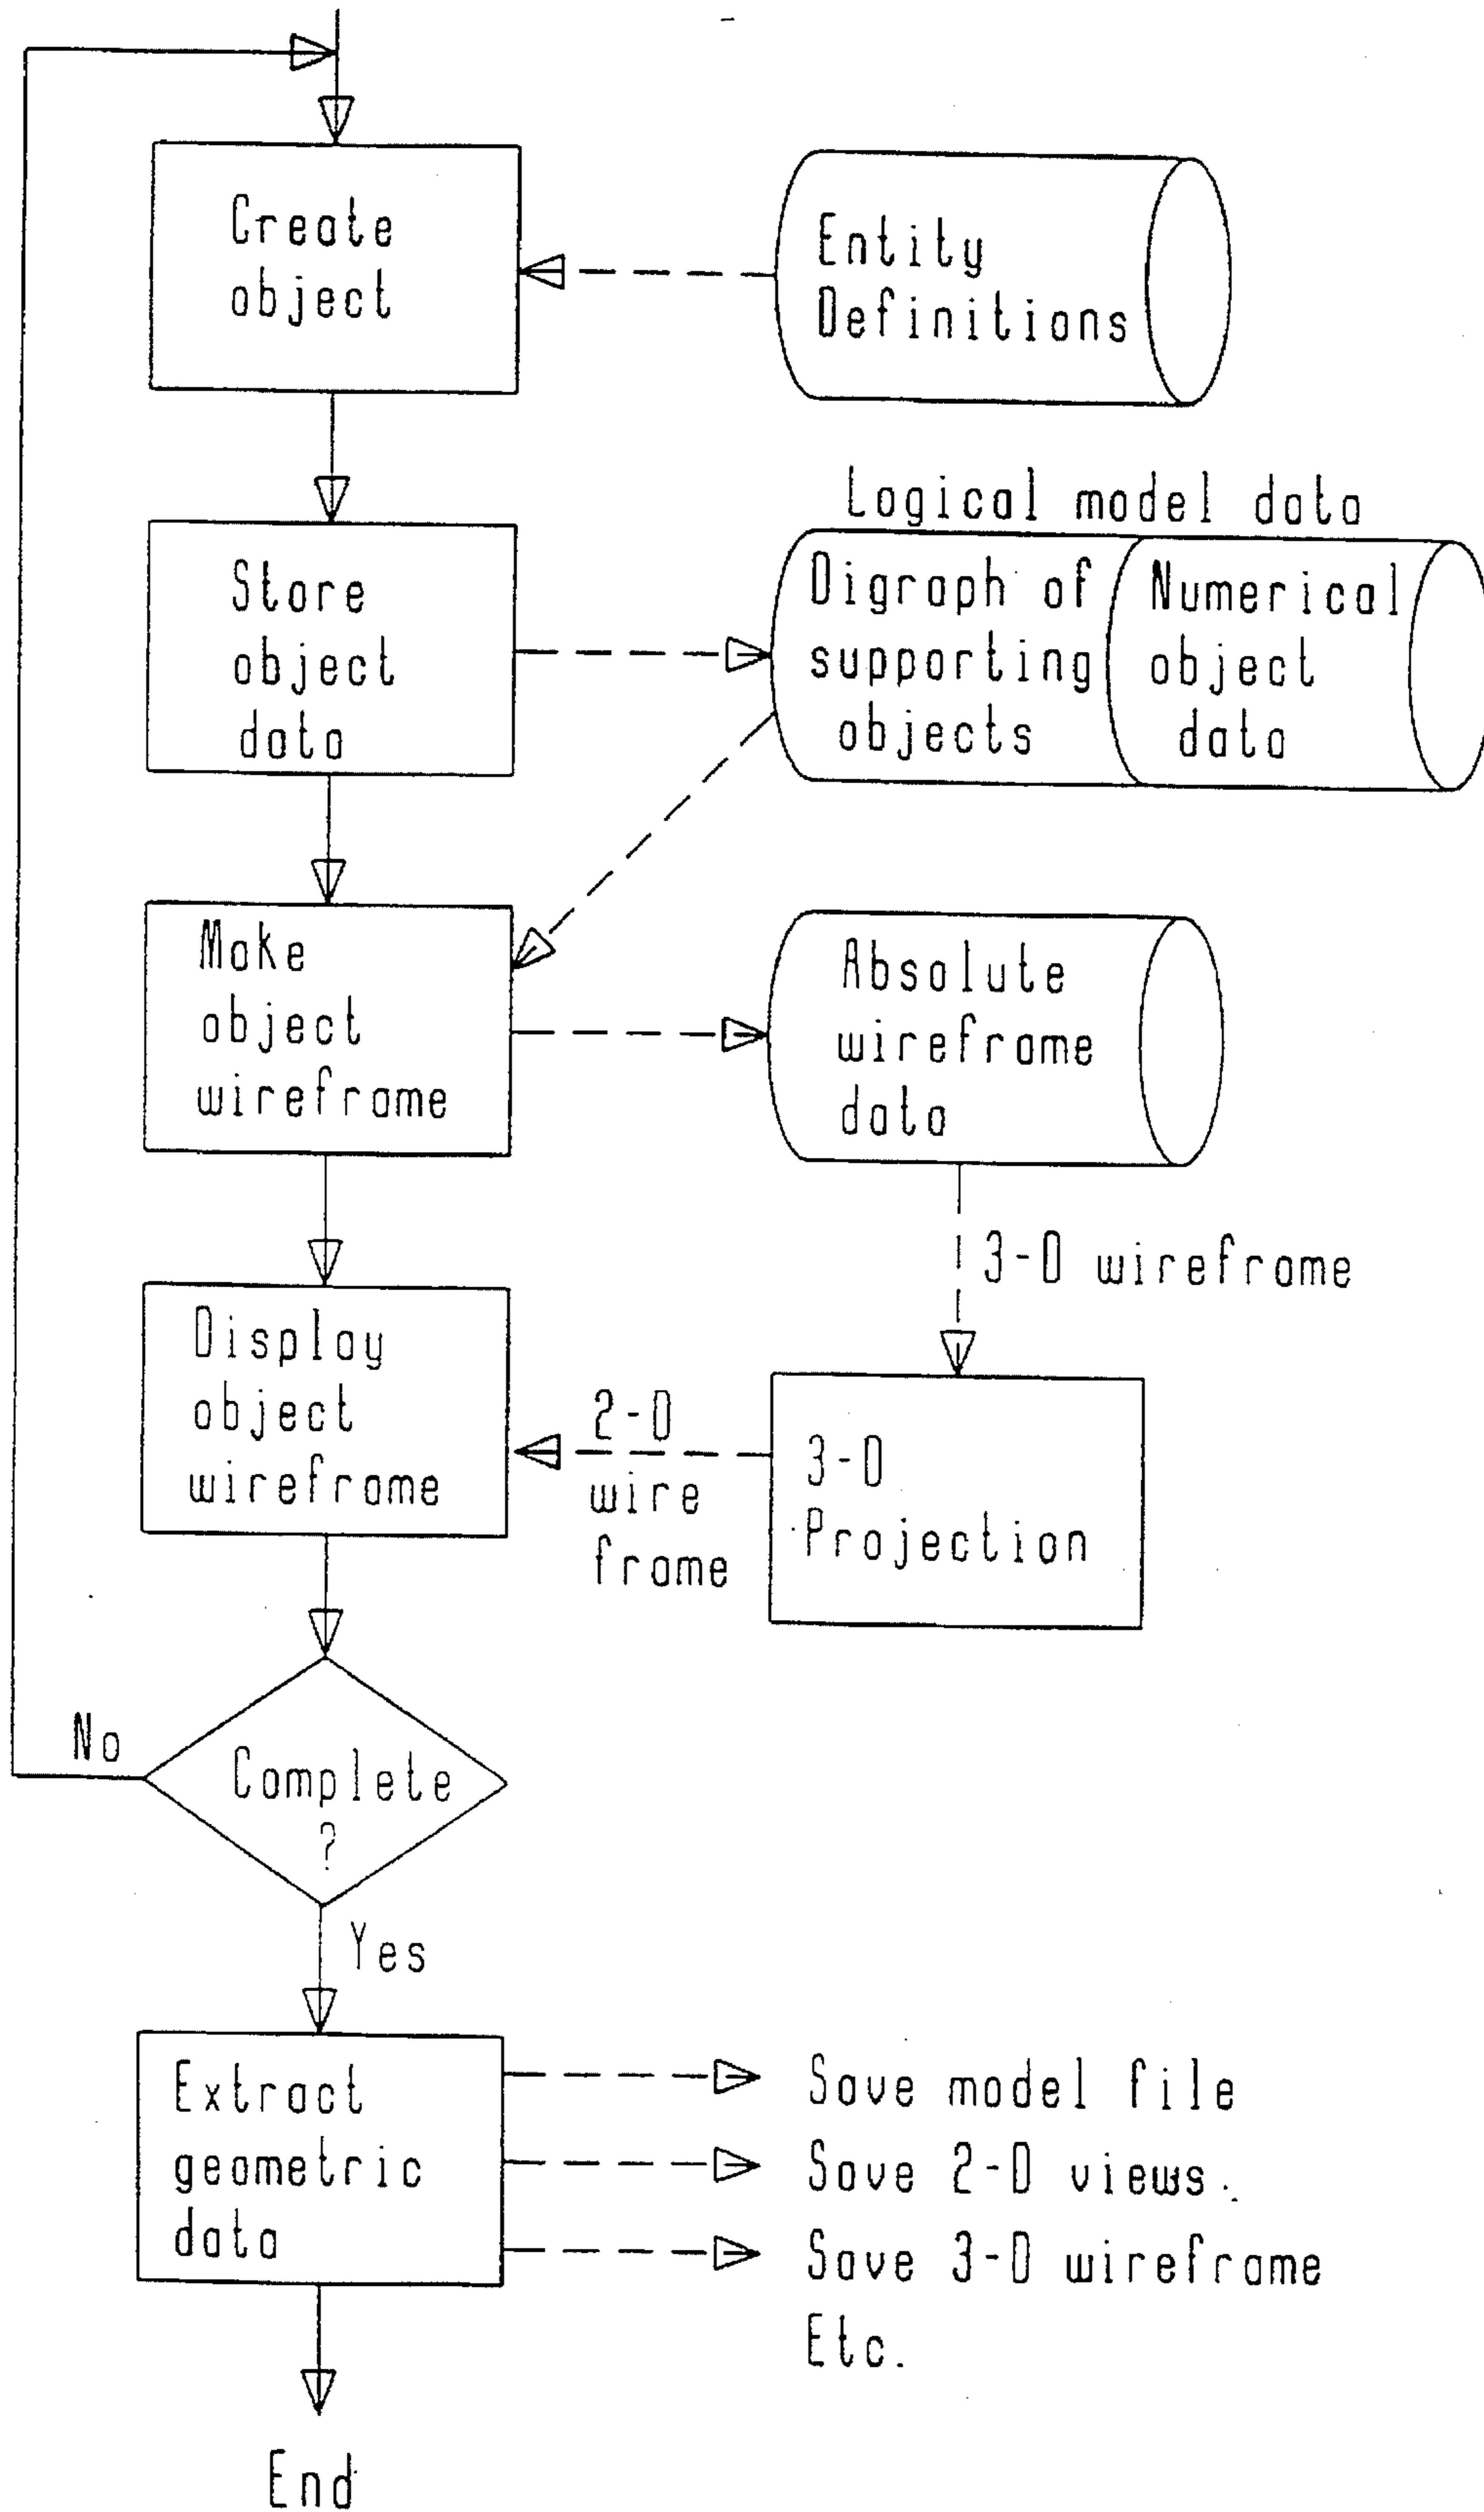 Create
object
Entity
Definitions
Logical model data
Store
object
data
Digraph of
supporting
objects
Numerical
object
data
Make
object
wireframe
Absolute
wireframe
data
3-D wireframe
Display
object
wireframe
2-D
wire
frame
3-D
Projection
No
Complete
?
Yes
Extract
geometric
data
Save model file
Save 2-D views.
Save 3-D wireframe
Etc.
End